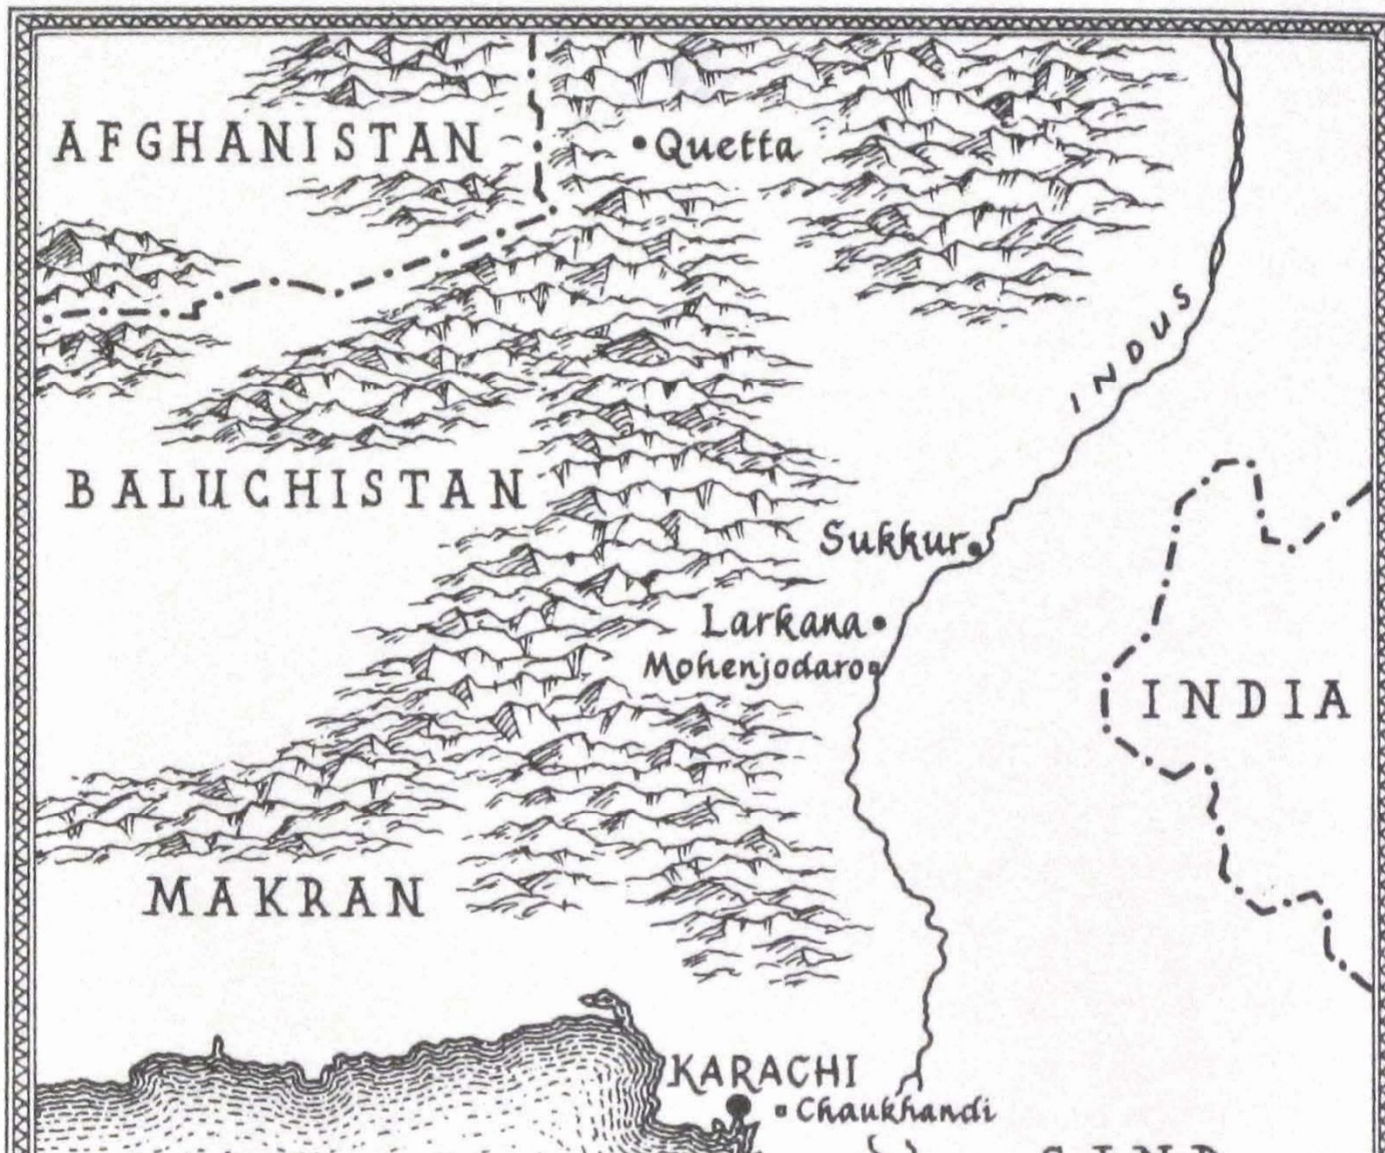 AFGHANISTAN
Quetta
INDUS
BALUCHISTAN
Sukkur
Larkana
Mohenjodaro
INDIA
MAKRAN
KARACHI
Chaukhandi